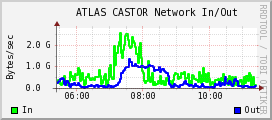 ATLAS CASTOR Network In/Out
RRDTOOL / TOBI OETIKER
Bytes/sec
2.0 G
1.0 G
0.0
06:00 08:00 10:00
In Out